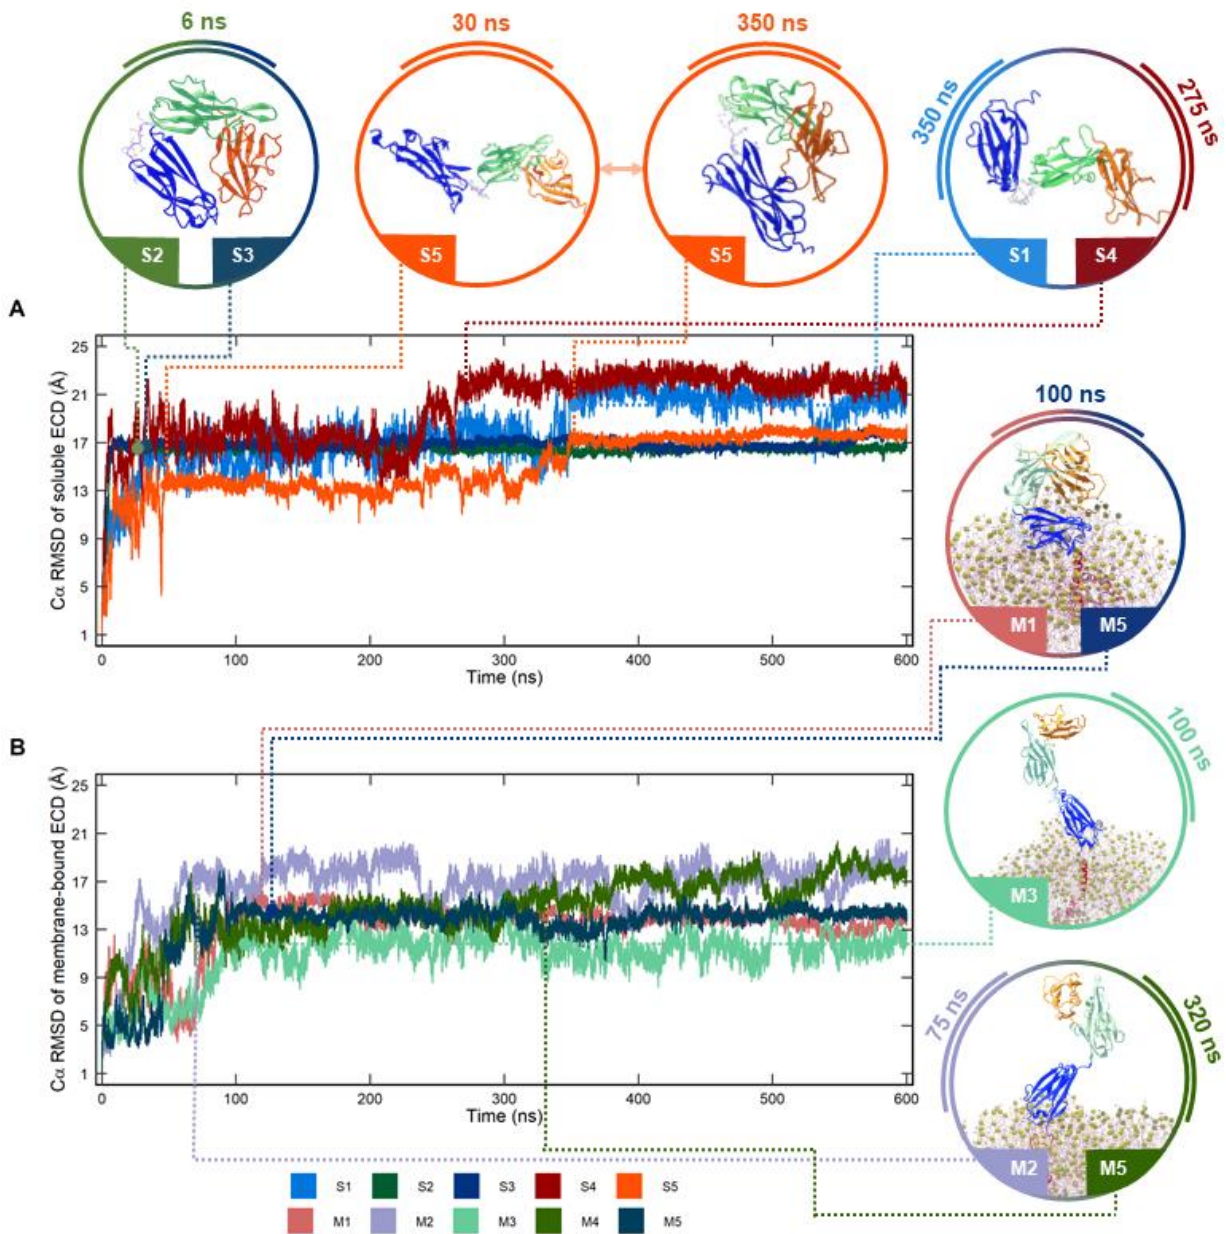 6 ns
30 ns
350 ns
350 ns
275 ns
S2
S3
S5
S5
S1
S4
A
Cα RMSD of soluble ECD (Å)
25
21
17
13
9
5
1
0
100
200
300
400
500
600
Time (ns)
100 ns
M1
M5
100 ns
M3
B
Cα RMSD of membrane-bound ECD (Å)
25
21
17
13
9
5
1
0
100
200
300
400
500
600
Time (ns)
75 ns
320 ns
M2
M5
S1
S2
S3
S4
S5
M1
M2
M3
M4
M5